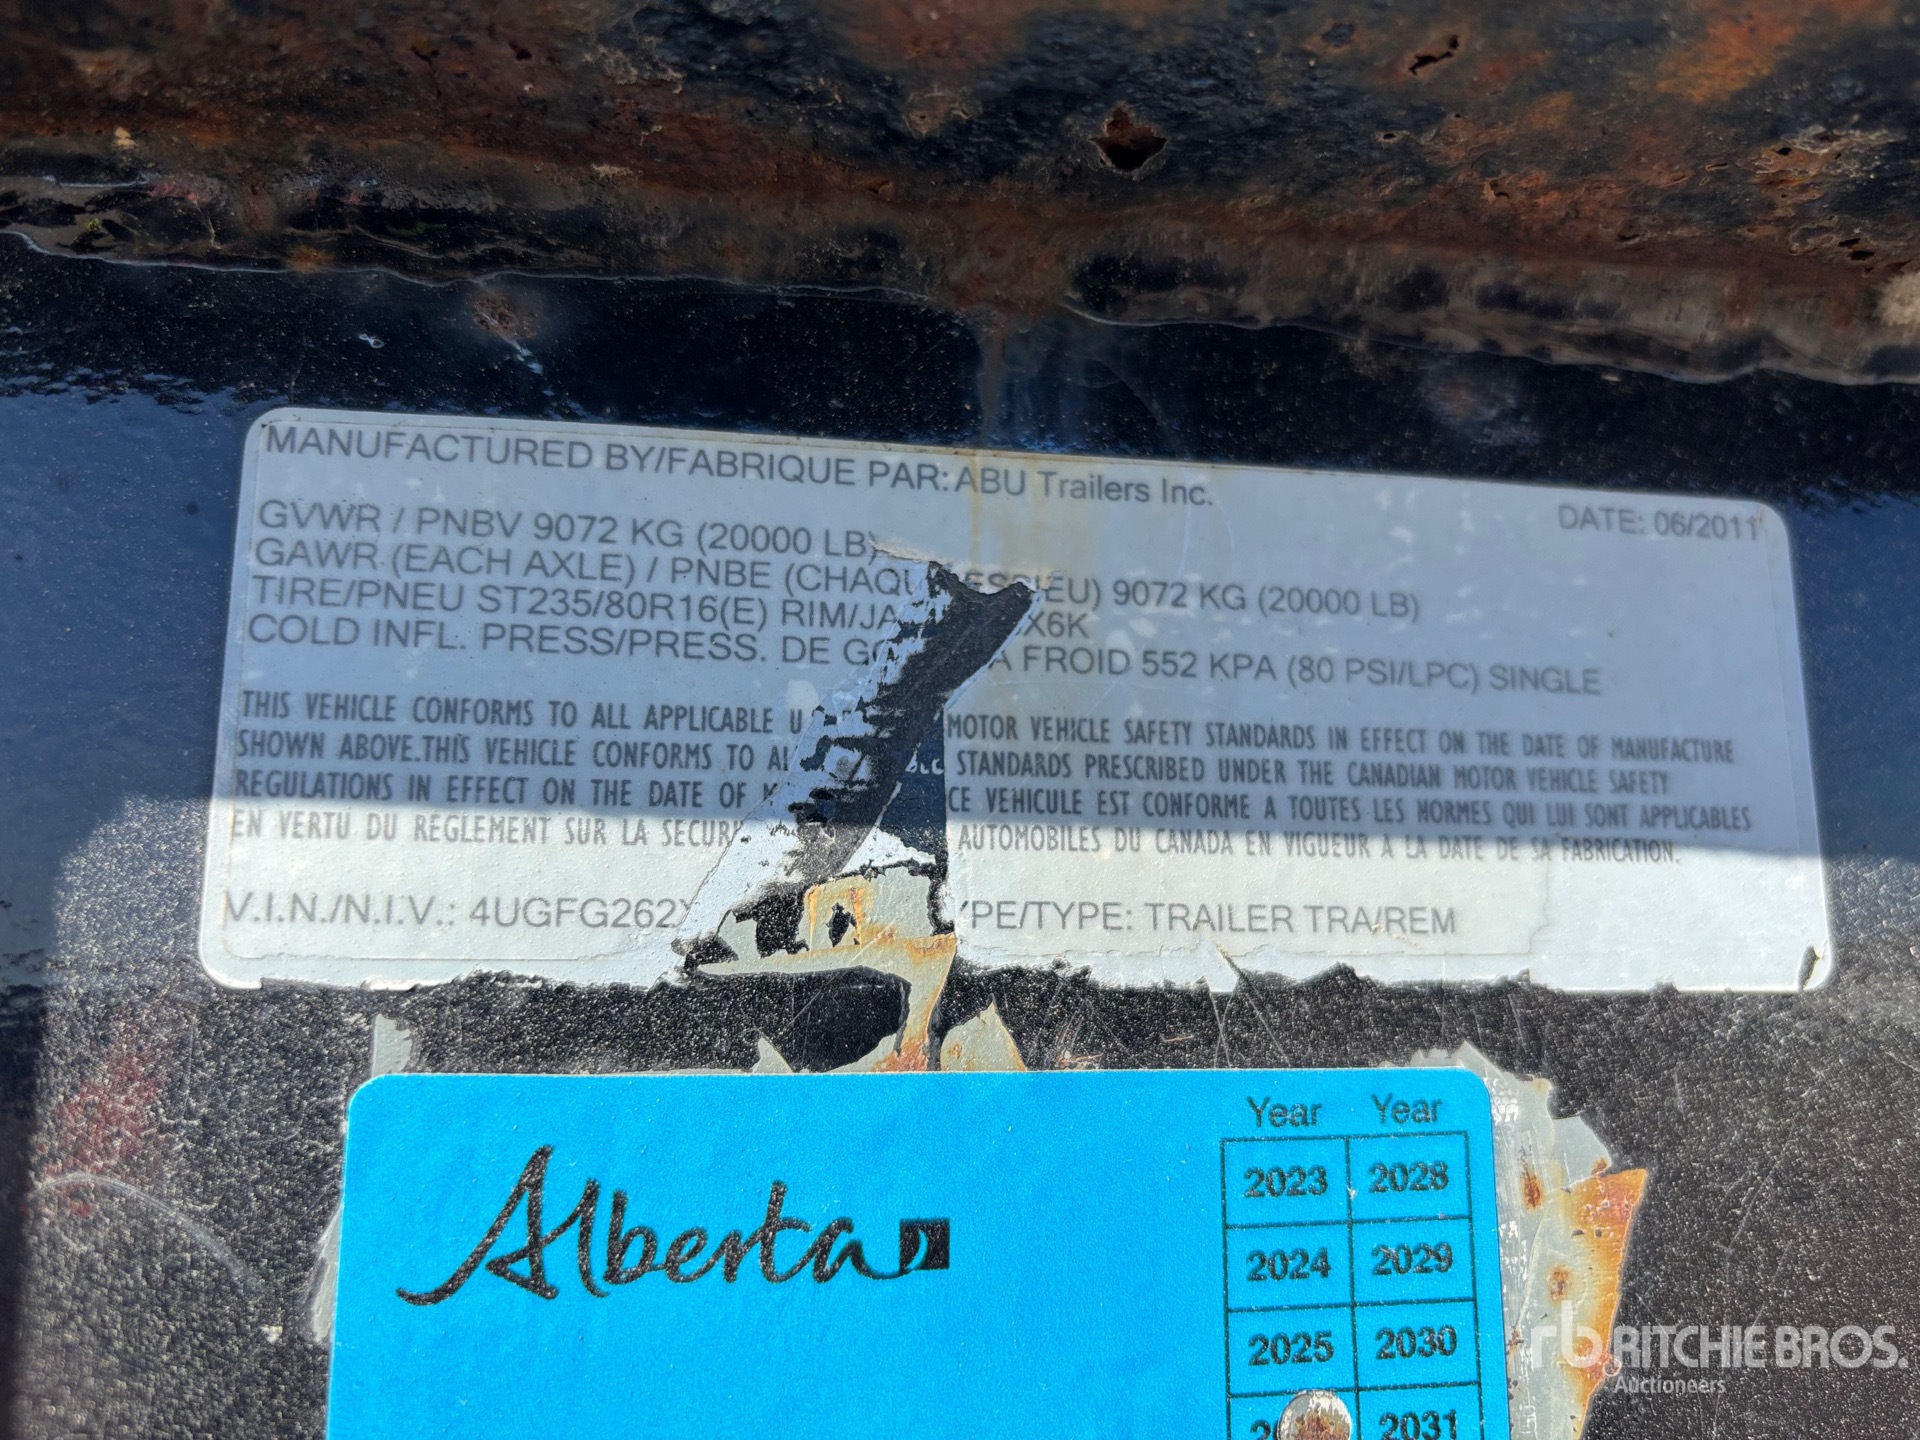 MANUFACTURED BY/FABRIQUE PAR: ABU Trailers Inc.
DATE: 06/2011
GVWR / PNBV 9072 KG (20000 LB)
GAWR (EACH AXLE) / PNBE (CHAQU ESSIEU) 9072 KG (20000 LB)
TIRE/PNEU ST235/80R16(E) RIM/JA X6K
COLD INFL. PRESS/PRESS. DE G A FROID 552 KPA (80 PSI/LPC) SINGLE
THIS VEHICLE CONFORMS TO ALL APPLICABLE U MOTOR VEHICLE SAFETY STANDARDS IN EFFECT ON THE DATE OF MANUFACTURE
SHOWN ABOVE.THIS VEHICLE CONFORMS TO AL STANDARDS PRESCRIBED UNDER THE CANADIAN MOTOR VEHICLE SAFETY
REGULATIONS IN EFFECT ON THE DATE OF M CE VEHICULE EST CONFORME A TOUTES LES NORMES QUI LUI SONT APPLICABLES
EN VERTU DU REGLEMENT SUR LA SECURI AUTOMOBILES DU CANADA EN VIGUEUR A LA DATE DE SA FABRICATION.
V.I.N./N.I.V.: 4UGFG262 YPE/TYPE: TRAILER TRA/REM
Alberta
Year Year
2023 2028
2024 2029
2025 2030
2031
rb RITCHIE BROS.
Auctioneers